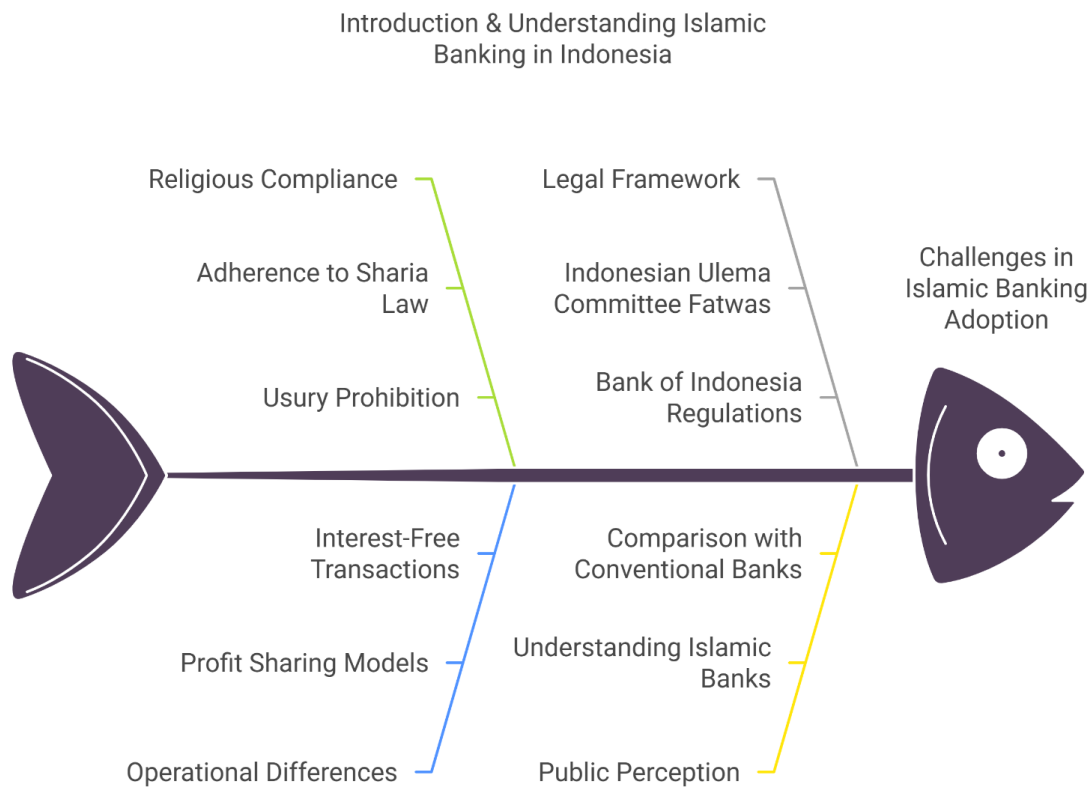 Introduction & Understanding Islamic
Banking in Indonesia
Religious Compliance
Adherence to Sharia
Law
Usury Prohibition
Legal Framework
Indonesian Ulema
Committee Fatwas
Bank of Indonesia
Regulations
Challenges in
Islamic Banking
Adoption
Interest-Free
Transactions
Profit Sharing Models
Operational Differences
Comparison with
Conventional Banks
Understanding Islamic
Banks
Public Perception